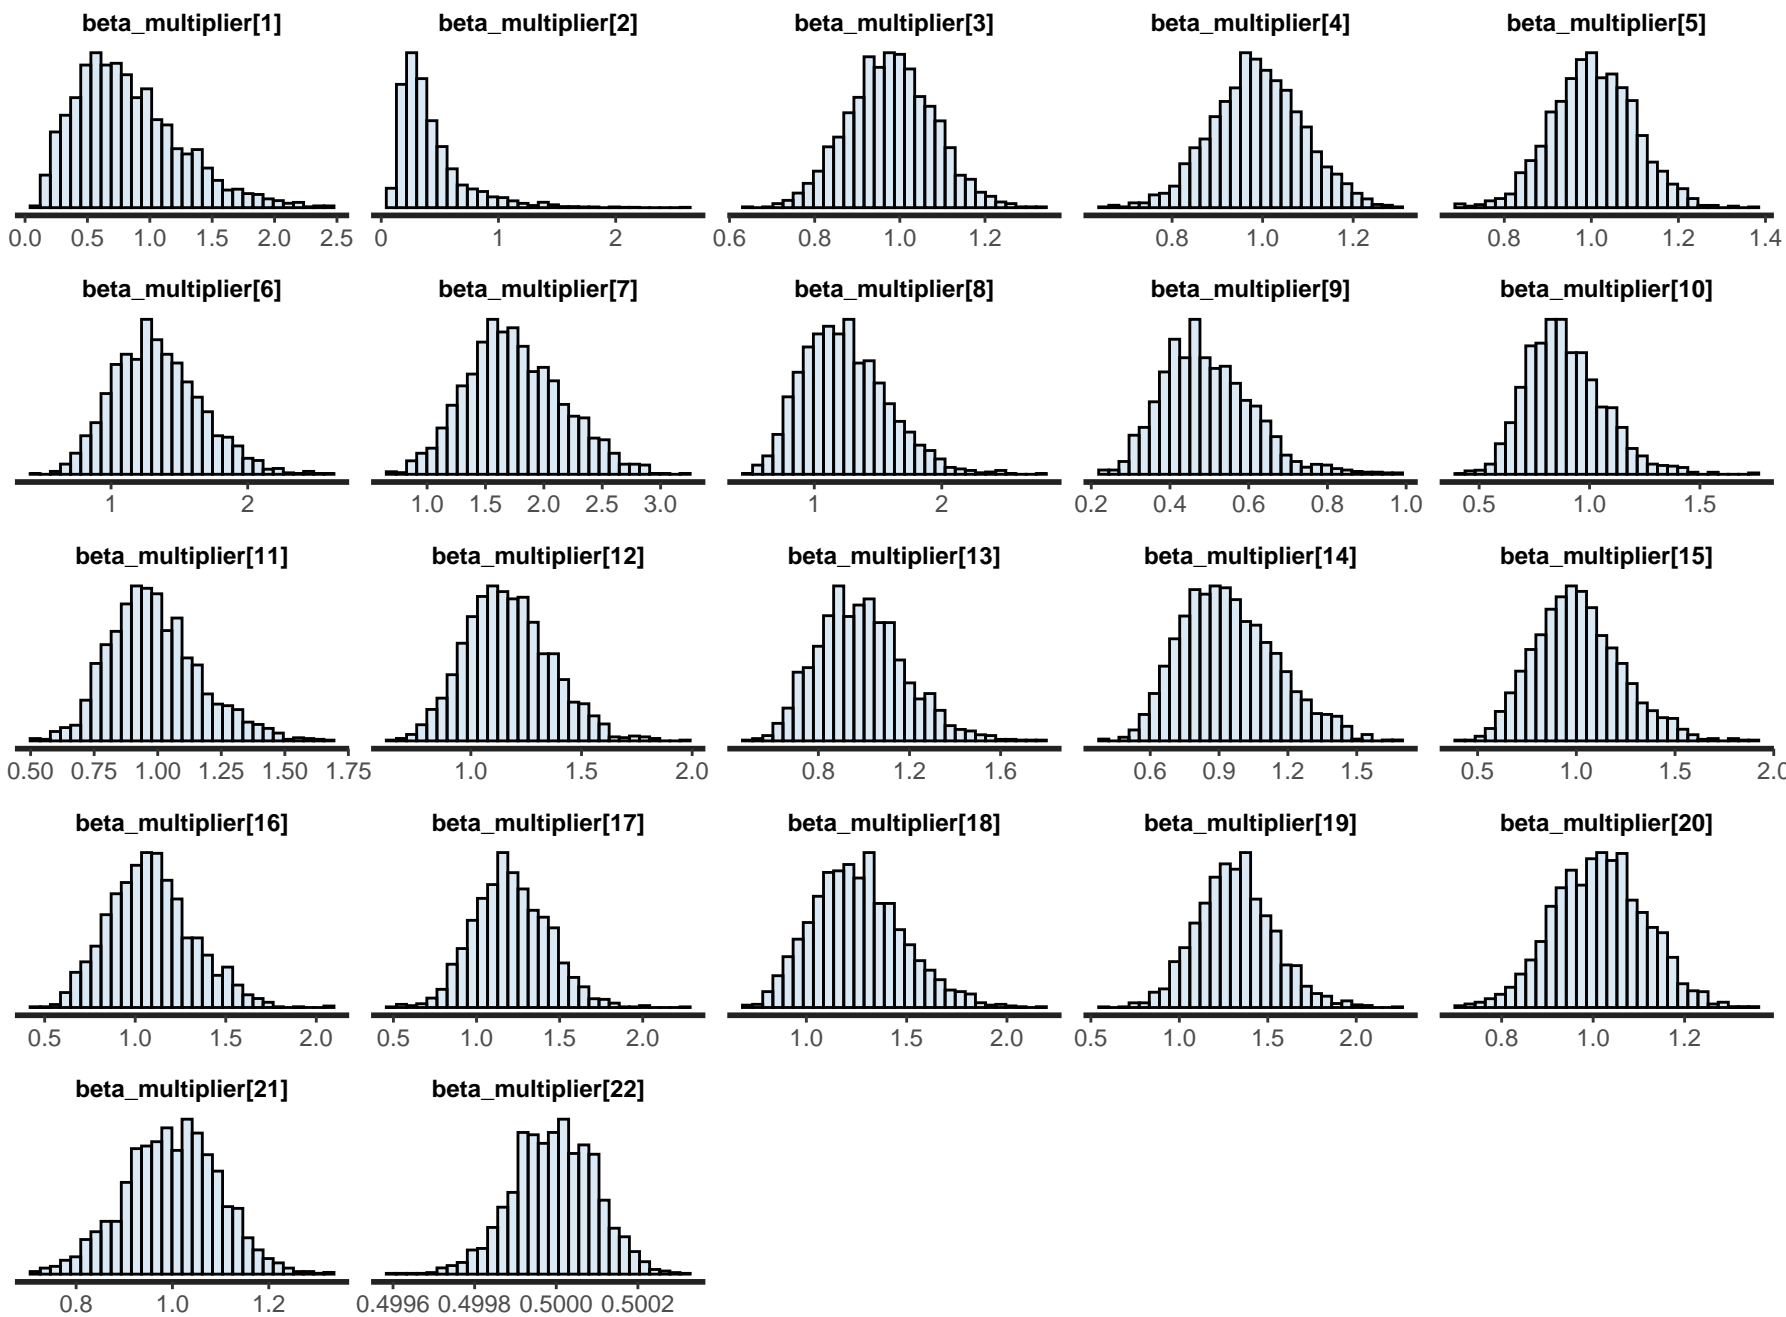 beta_multiplier[1] beta_multiplier[2] beta_multiplier[3] beta_multiplier[4] beta_multiplier[5]
0.0 0.5 1.0 1.5 2.0 2.5 0 1 2 0.6 0.8 1.0 1.2 0.8 1.0 1.2 0.8 1.0 1.2 1.4
beta_multiplier[6] beta_multiplier[7] beta_multiplier[8] beta_multiplier[9] beta_multiplier[10]
1 2 1.0 1.5 2.0 2.5 3.0 1 2 0.2 0.4 0.6 0.8 1.0 0.5 1.0 1.5
beta_multiplier[11] beta_multiplier[12] beta_multiplier[13] beta_multiplier[14] beta_multiplier[15]
0.50 0.75 1.00 1.25 1.50 1.75 1.0 1.5 2.0 0.8 1.2 1.6 0.6 0.9 1.2 1.5 0.5 1.0 1.5 2.0
beta_multiplier[16] beta_multiplier[17] beta_multiplier[18] beta_multiplier[19] beta_multiplier[20]
0.5 1.0 1.5 2.0 0.5 1.0 1.5 2.0 1.0 1.5 2.0 0.5 1.0 1.5 2.0 0.8 1.0 1.2
beta_multiplier[21] beta_multiplier[22]
0.8 1.0 1.2 0.4996 0.4998 0.5000 0.5002